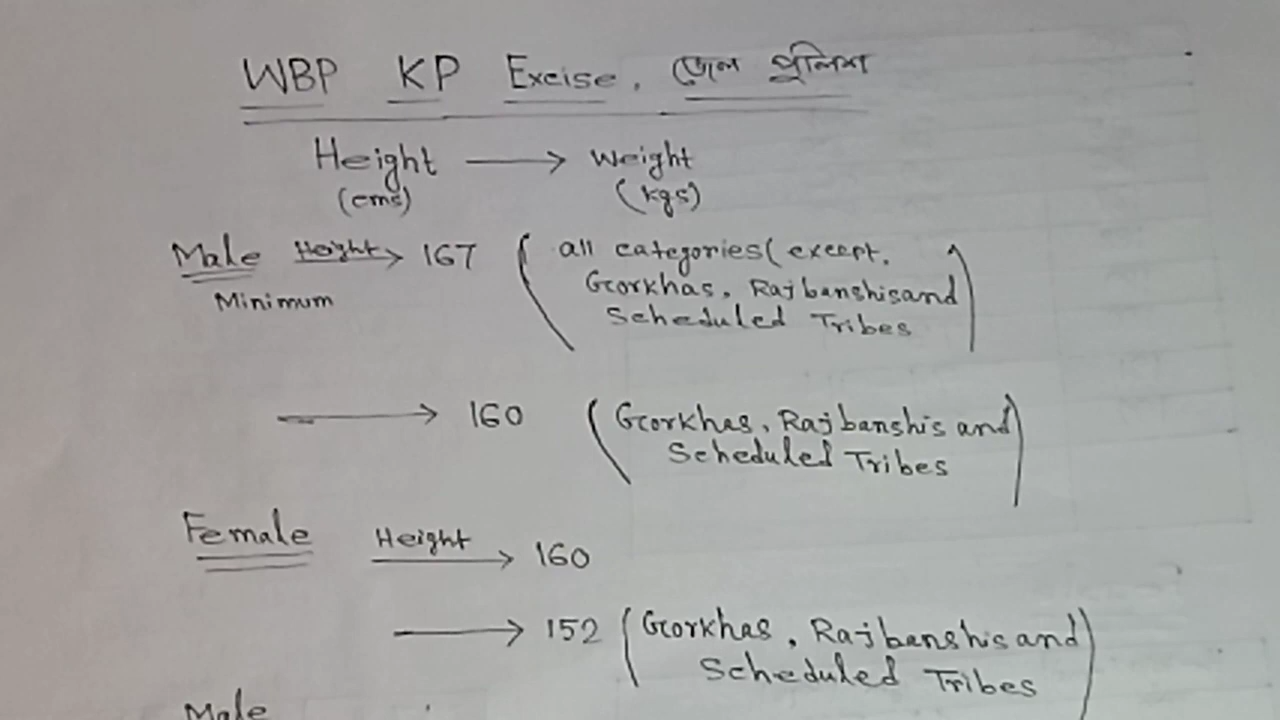 WBP KP Excise, জেল পুলিশ
Height → Weight
(cms) (kgs)
Male Height → 167 ( all categories( except,
Minimum Gorkhas, Rajbanshis and
Scheduled Tribes )
→ 160 ( Gorkhas, Rajbanshis and
Scheduled Tribes )
Female Height → 160
→ 152 ( Gorkhas, Rajbanshis and
Scheduled Tribes )
Male